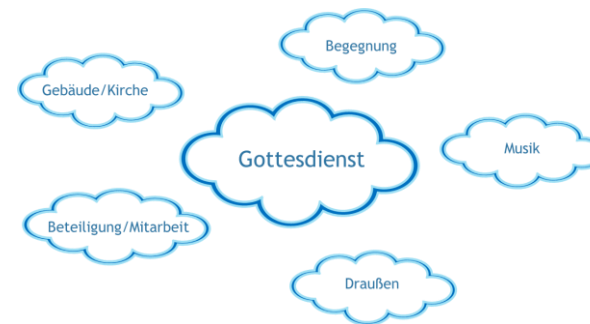 Begegnung
Gebäude/Kirche
Musik
Gottesdienst
Beteiligung/Mitarbeit
Draußen